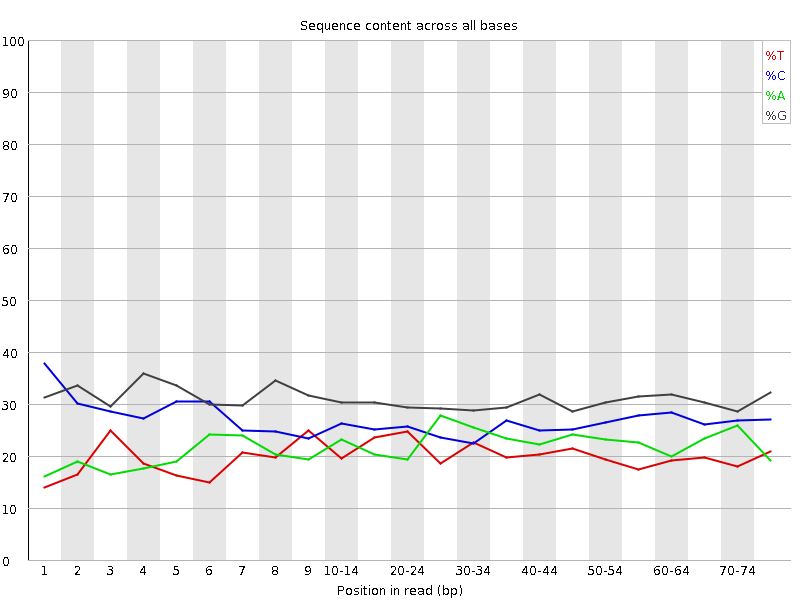 Sequence content across all bases
100
90
80
70
60
50
40
30
20
10
0
%T
%C
%A
%G
1 2 3 4 5 6 7 8 9 10-14 20-24 30-34 40-44 50-54 60-64 70-74
Position in read (bp)